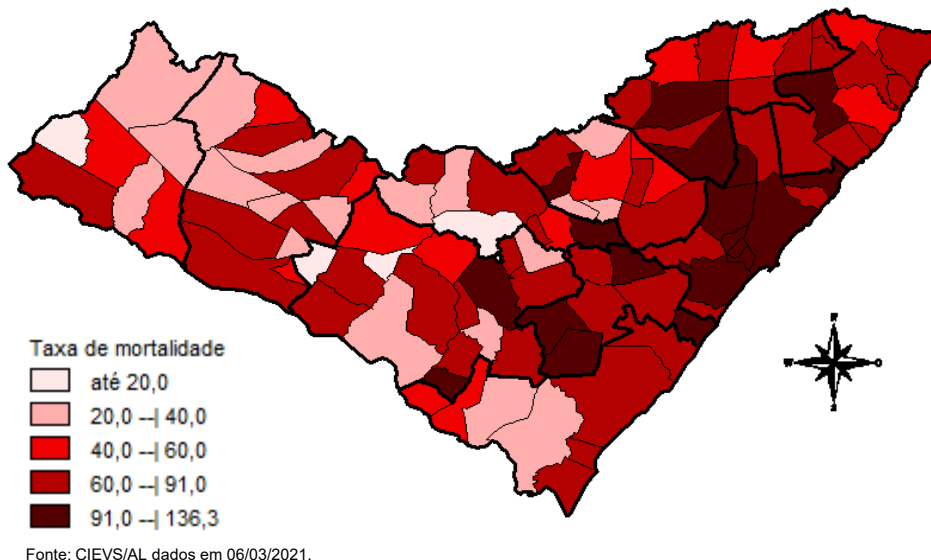 Taxa de mortalidade
até 20,0
20,0 --| 40,0
40,0 --| 60,0
60,0 --| 91,0
91,0 --| 136,3
Fonte: CIEVS/AL dados em 06/03/2021.